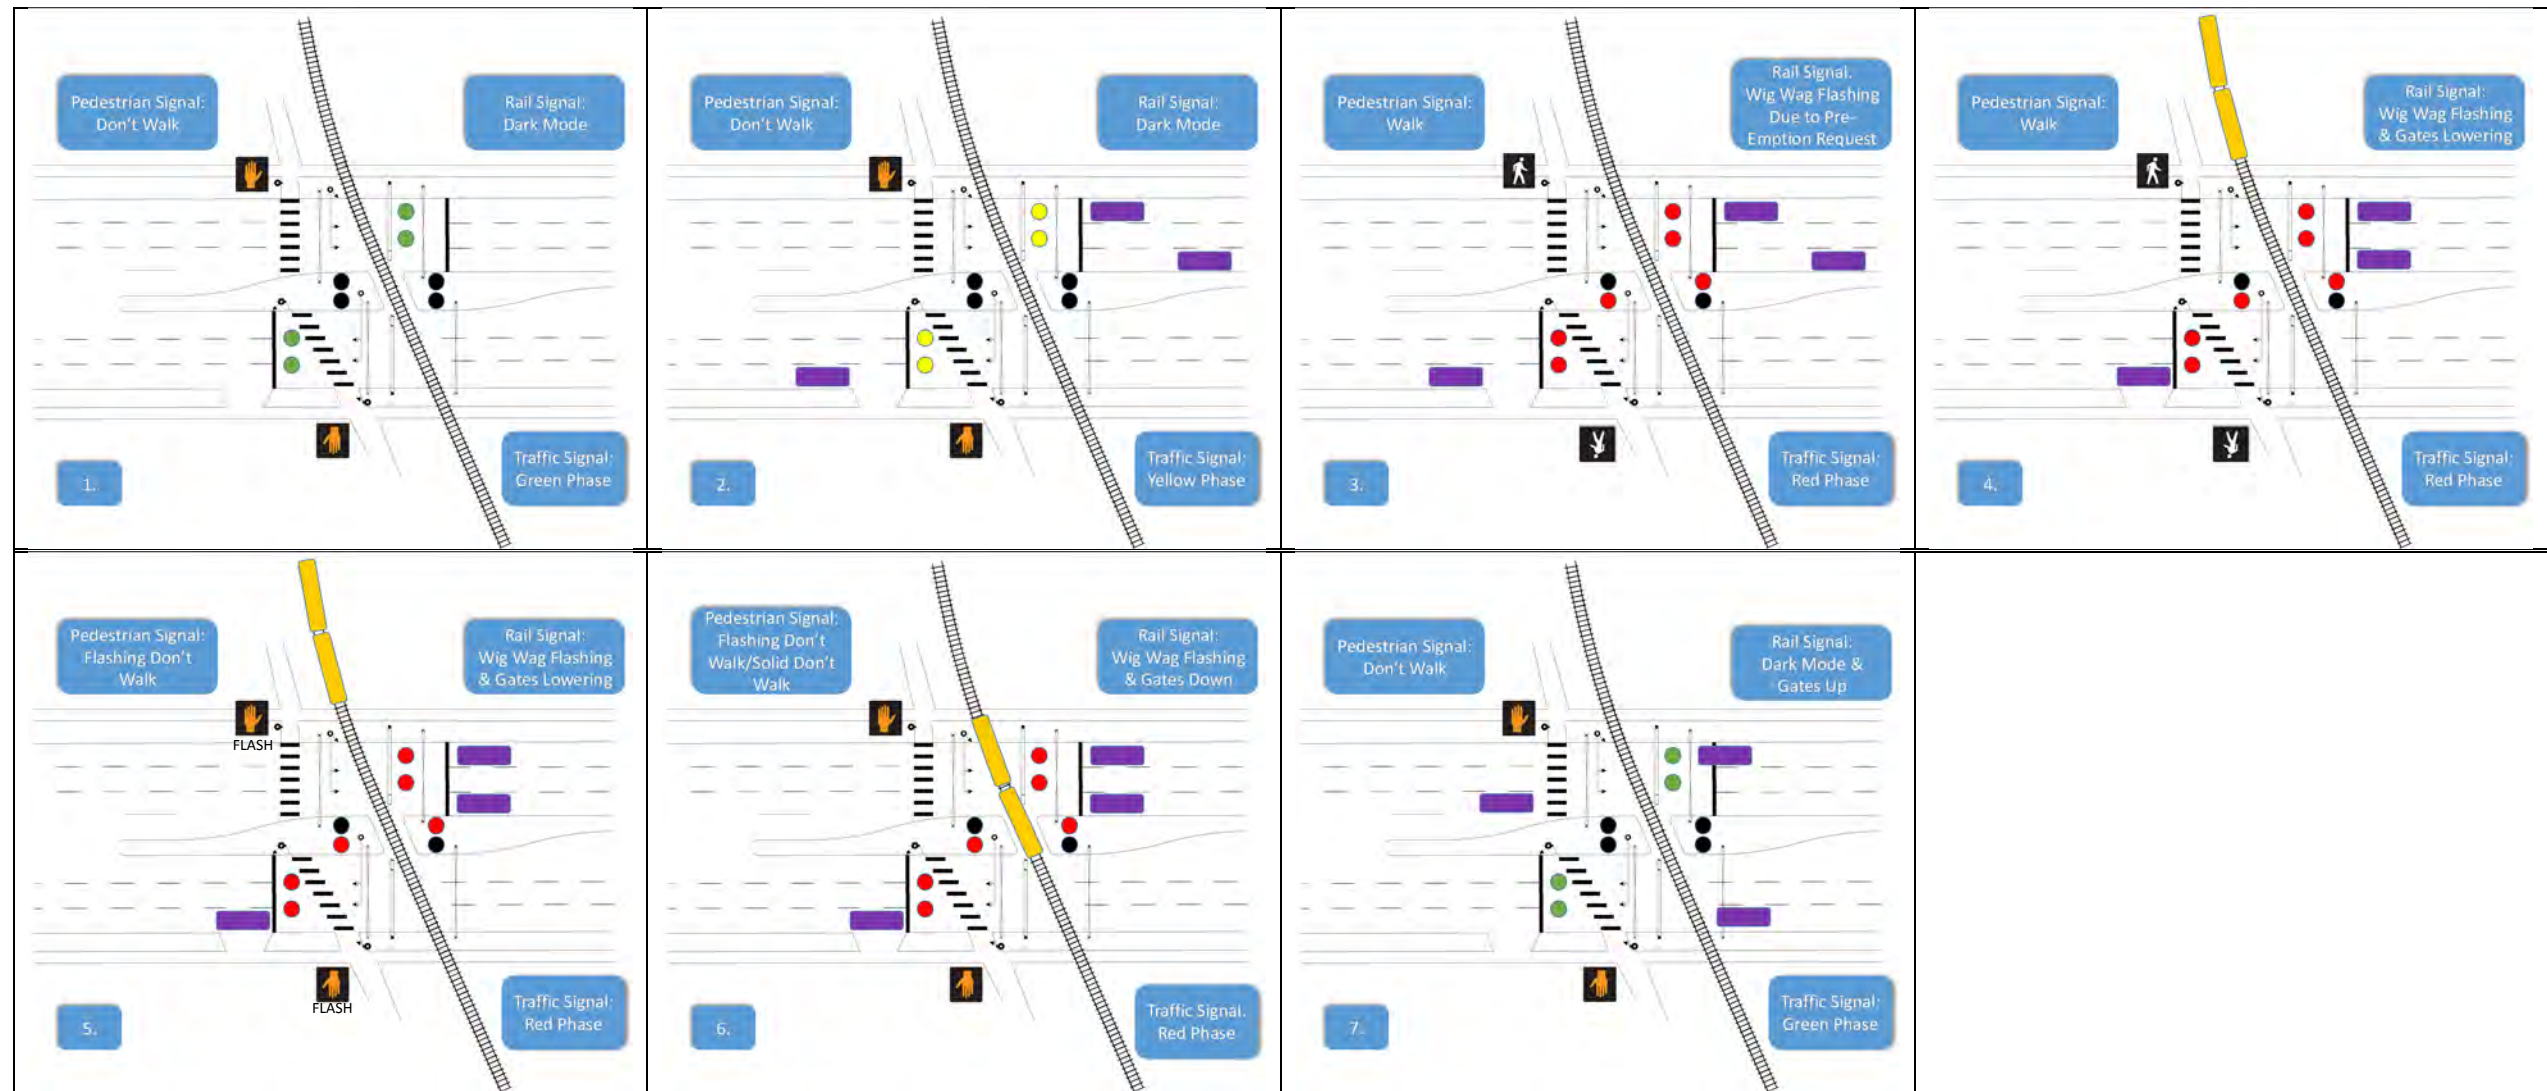 Pedestrian Signal:
Don't Walk
Rail Signal:
Dark Mode
Traffic Signal:
Green Phase
1.
Pedestrian Signal:
Don't Walk
Rail Signal:
Dark Mode
Traffic Signal:
Yellow Phase
2.
Pedestrian Signal:
Walk
Rail Signal.
Wig Wag Flashing
Due to Pre-
Emption Request
Traffic Signal:
Red Phase
3.
Pedestrian Signal:
Walk
Rail Signal:
Wig Wag Flashing
& Gates Lowering
Traffic Signal:
Red Phase
4.
Pedestrian Signal:
Flashing Don't
Walk
Rail Signal:
Wig Wag Flashing
& Gates Lowering
FLASH
FLASH
Traffic Signal:
Red Phase
5.
Pedestrian Signal:
Flashing Don't
Walk/Solid Don't
Walk
Rail Signal:
Wig Wag Flashing
& Gates Down
Traffic Signal.
Red Phase
6.
Pedestrian Signal:
Don't Walk
Rail Signal:
Dark Mode &
Gates Up
Traffic Signal:
Green Phase
7.